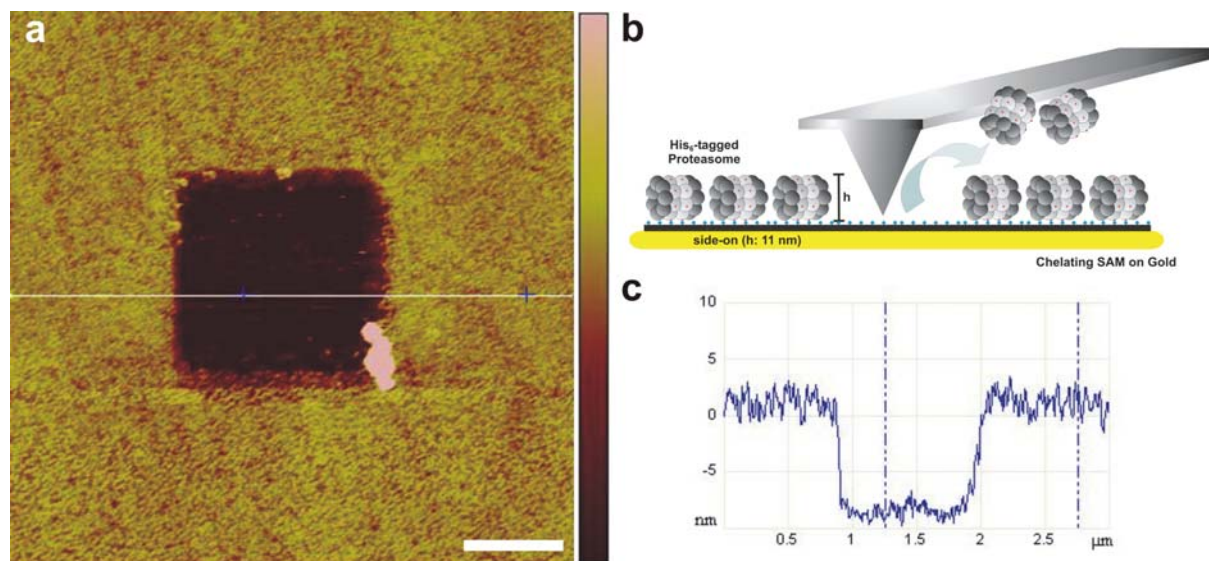 a
b
His₆-tagged
Proteasome
h
side-on (h: 11 nm)
Chelating SAM on Gold
c
10
5
0
-5
nm
0.5
1
1.5
2
2.5
μm